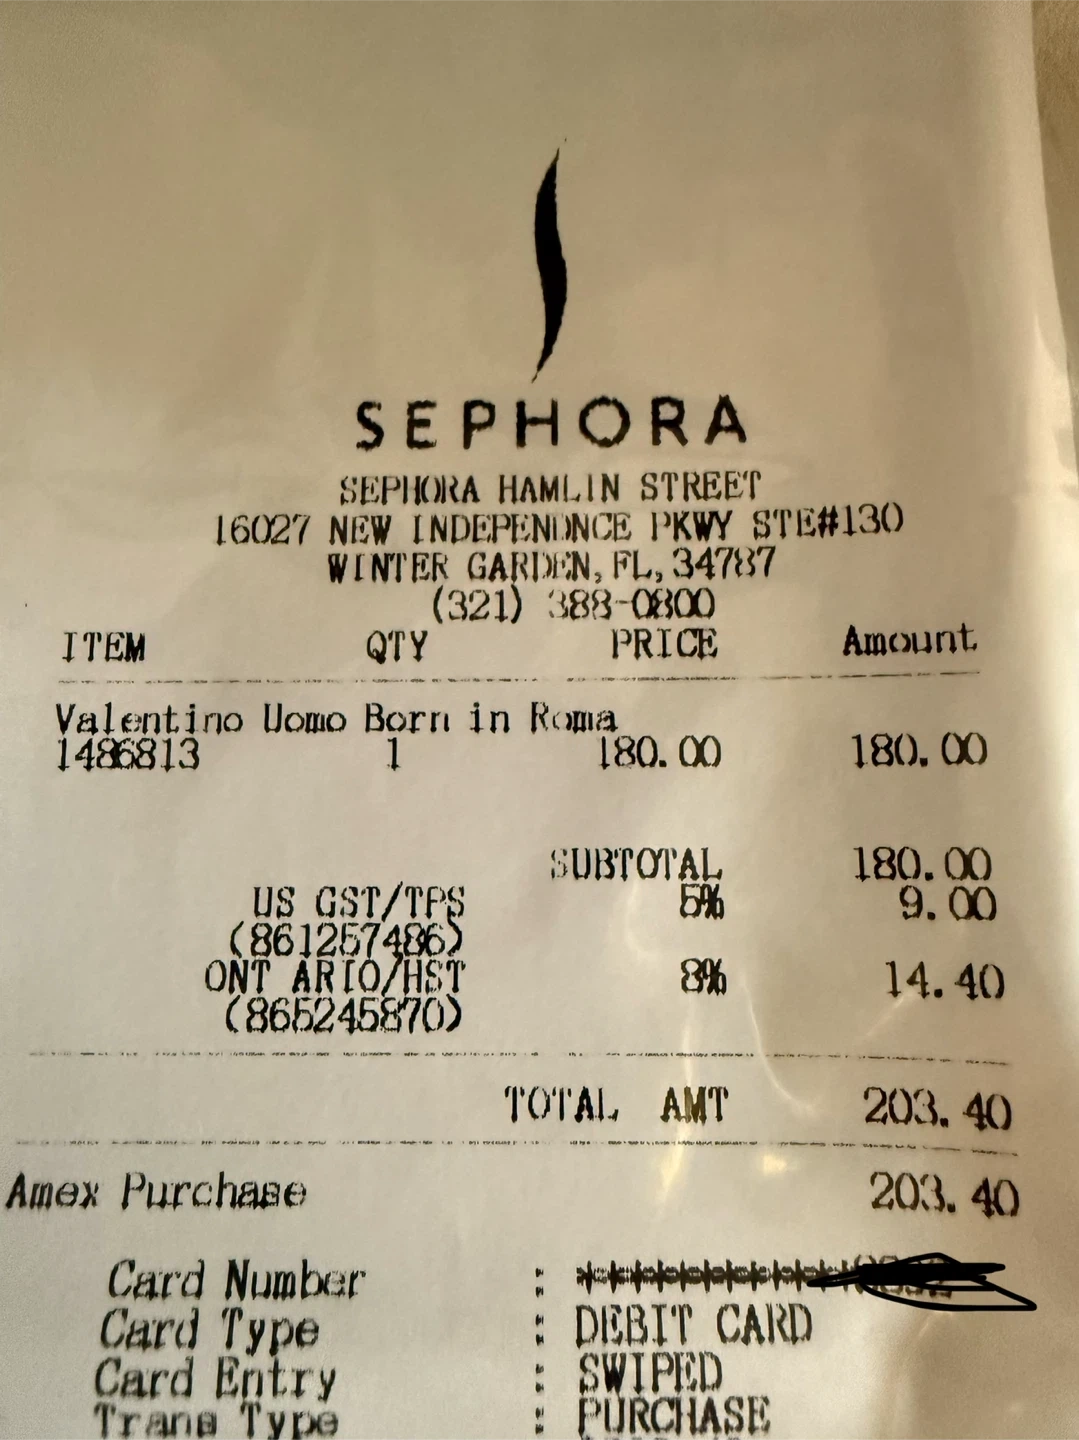 SEPHORA
SEPHORA HAMLIN STREET
16027 NEW INDEPENDNCE PKWY STE#130
WINTER GARDEN, FL, 34787
(321) 388-0800
ITEM QTY PRICE Amount
Valentino Uomo Born in Roma
1486813 1 180.00 180.00
SUBTOTAL 180.00
US GST/TPS 5% 9.00
(861257486)
ONT ARIO/HST 8% 14.40
(865245870)
TOTAL AMT 203.40
Amex Purchase 203.40
Card Number :
Card Type : DEBIT CARD
Card Entry : SWIPED
Trans Type : PURCHASE